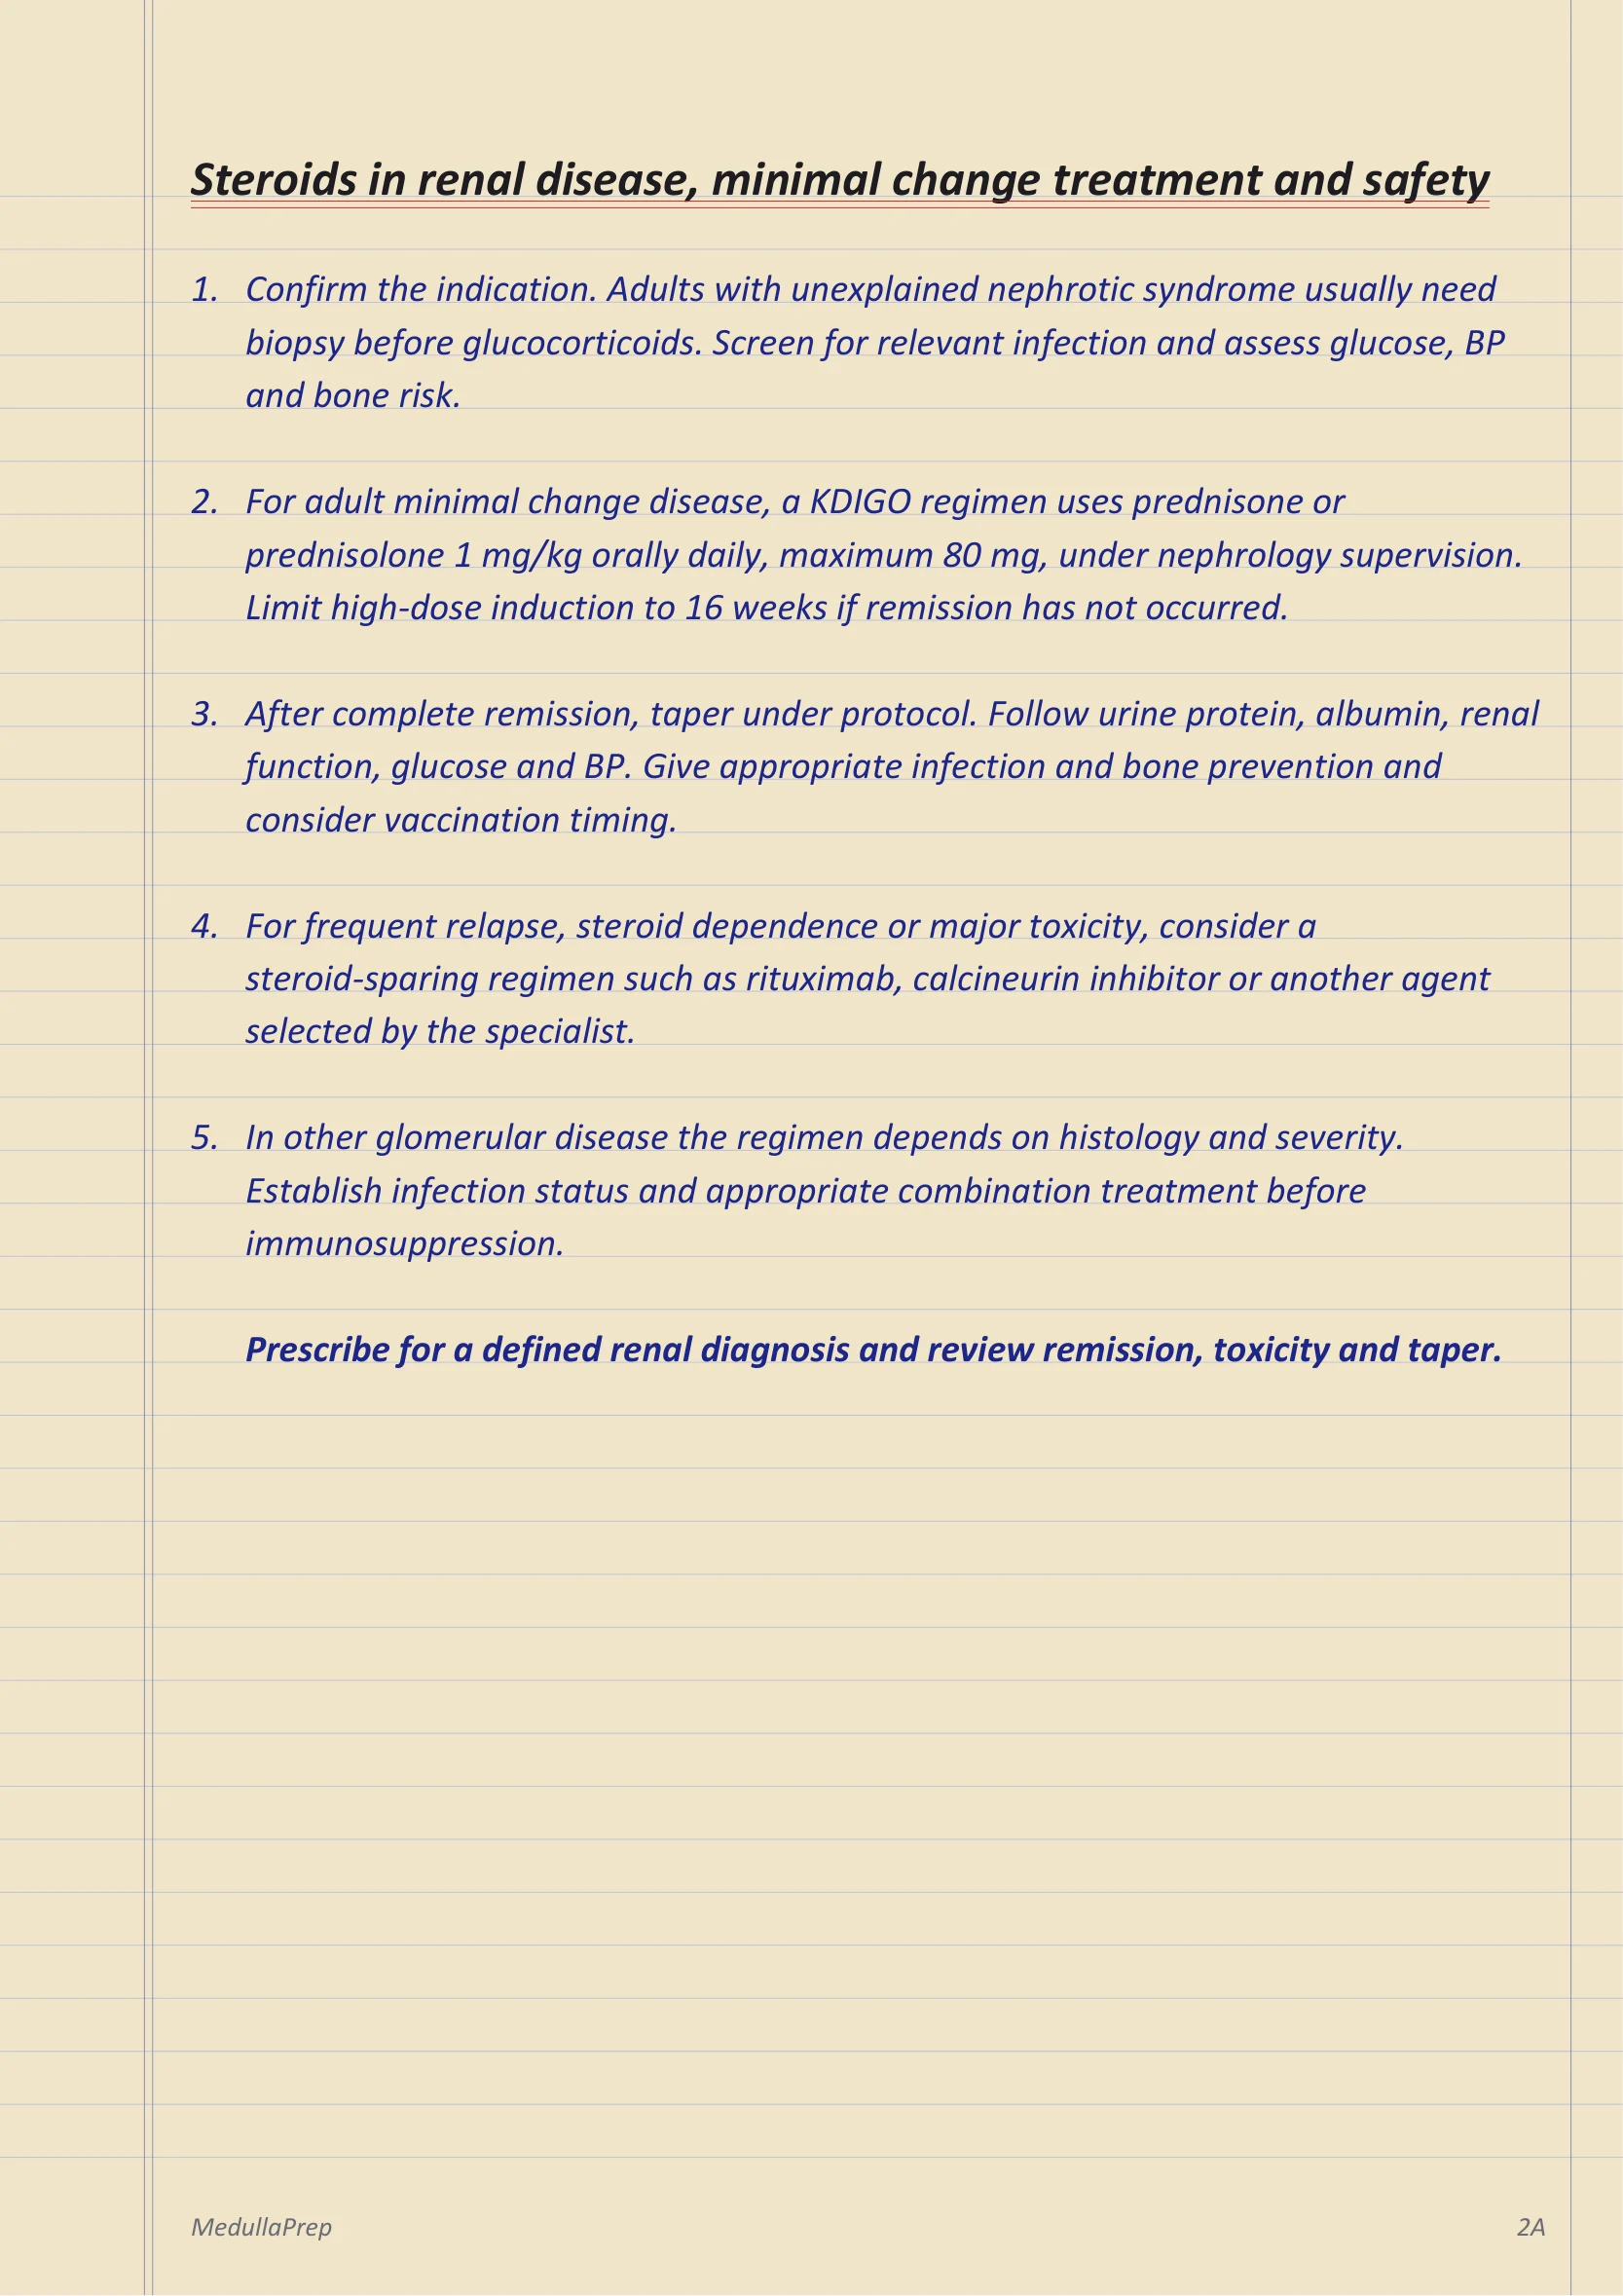 Steroids in renal disease, minimal change treatment and safety
1. Confirm the indication. Adults with unexplained nephrotic syndrome usually need
biopsy before glucocorticoids. Screen for relevant infection and assess glucose, BP
and bone risk.
2. For adult minimal change disease, a KDIGO regimen uses prednisone or
prednisolone 1 mg/kg orally daily, maximum 80 mg, under nephrology supervision.
Limit high-dose induction to 16 weeks if remission has not occurred.
3. After complete remission, taper under protocol. Follow urine protein, albumin, renal
function, glucose and BP. Give appropriate infection and bone prevention and
consider vaccination timing.
4. For frequent relapse, steroid dependence or major toxicity, consider a
steroid-sparing regimen such as rituximab, calcineurin inhibitor or another agent
selected by the specialist.
5. In other glomerular disease the regimen depends on histology and severity.
Establish infection status and appropriate combination treatment before
immunosuppression.
Prescribe for a defined renal diagnosis and review remission, toxicity and taper.
MedullaPrep
2A